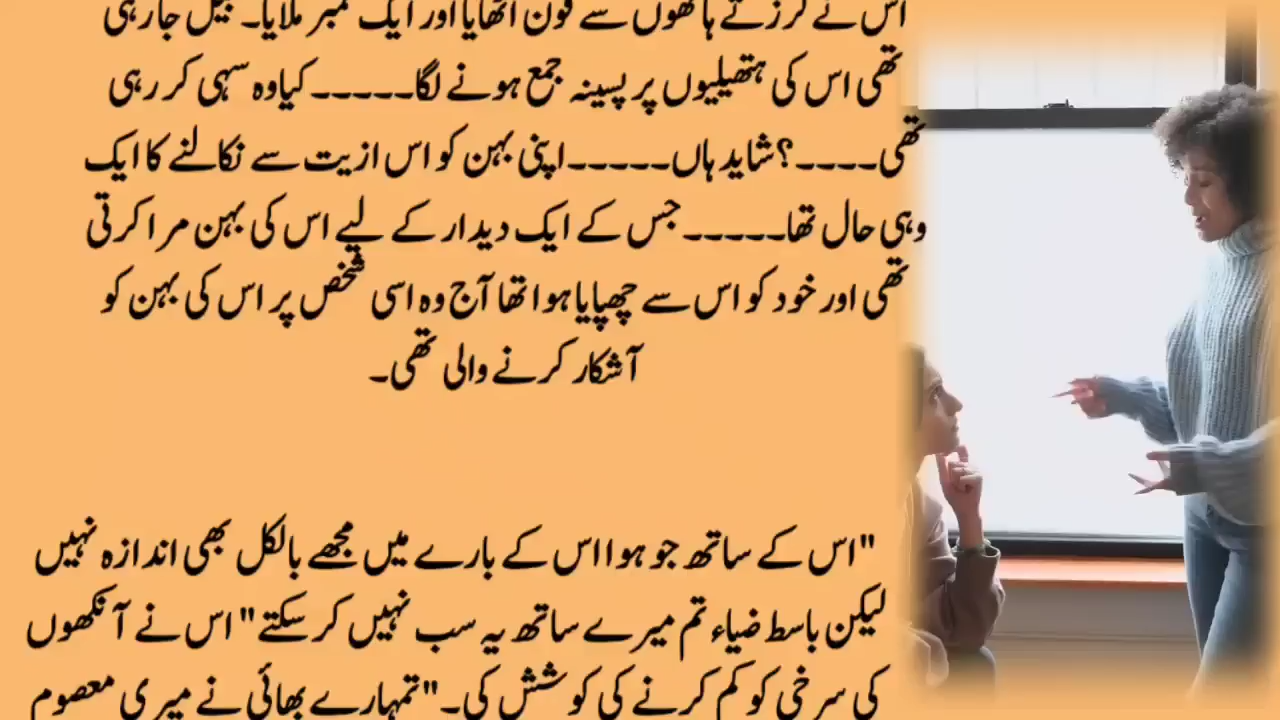 اس نے لرزتے ہاتھوں سے فون اٹھایا اور ایک نمبر ملایا۔ بیل جا رہی
تھی اس کی ہتھیلیوں پر پسینہ جمع ہونے لگا۔۔۔۔۔ کیا وہ سہی کر رہی
تھی۔۔۔۔؟ شاید ہاں۔۔۔۔۔ اپنی بہن کو اس ازیت سے نکالنے کا ایک
وہی حال تھا۔۔۔۔۔ جس کے ایک دیدار کے لیے اس کی بہن مرا کرتی
تھی اور خود کو اس سے چھپایا ہوا تھا آج وہ اسی شخص پر اس کی بہن کو
آشکار کرنے والی تھی۔
"اس کے ساتھ جو ہوا اس کے بارے میں مجھے بالکل بھی اندازہ نہیں
لیکن باسط ضیاء تم میرے ساتھ یہ سب نہیں کر سکتے" اس نے آنکھوں
کی سرخی کو کم کرنے کی کوشش کی۔ "تمہارے بھائی نے میری معصوم